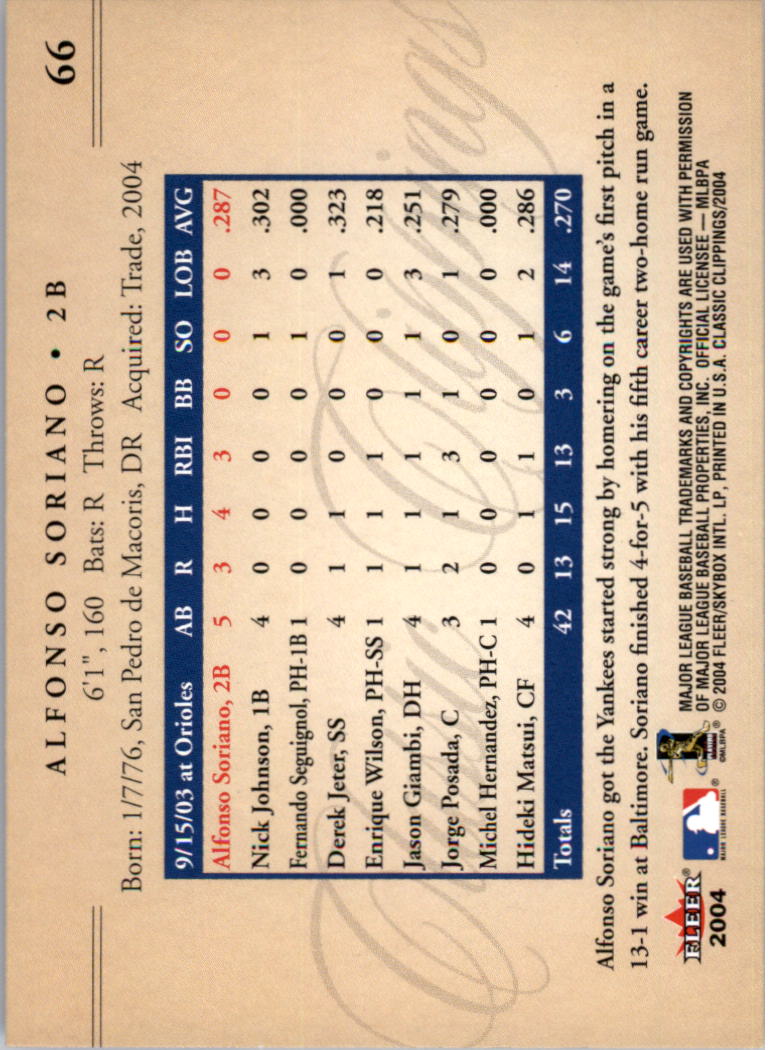 66
ALFONSO SORIANO • 2B
6'1", 160 Bats: R Throws: R
Born: 1/7/76, San Pedro de Macoris, DR Acquired: Trade, 2004
9/15/03 at Orioles AB R H RBI BB SO LOB AVG
Alfonso Soriano, 2B 5 3 4 3 0 0 0 .287
Nick Johnson, 1B 4 0 0 0 0 1 3 .302
Fernando Seguignol, PH-1B 1 0 0 0 0 1 0 .000
Derek Jeter, SS 4 1 1 0 0 0 1 .323
Enrique Wilson, PH-SS 1 1 1 1 0 0 0 .218
Jason Giambi, DH 4 1 1 1 1 1 3 .251
Jorge Posada, C 3 2 1 3 1 0 1 .279
Michel Hernandez, PH-C 1 0 0 0 0 0 0 .000
Hideki Matsui, CF 4 0 1 1 0 1 2 .286
Totals 42 13 15 13 3 6 14 .270
Classic Clippings
Alfonso Soriano got the Yankees started strong by homering on the game's first pitch in a
13-1 win at Baltimore. Soriano finished 4-for-5 with his fifth career two-home run game.
FLEER®
2004
MAJOR LEAGUE BASEBALL
®
®
©MLBPA
MAJOR LEAGUE BASEBALL TRADEMARKS AND COPYRIGHTS ARE USED WITH PERMISSION
OF MAJOR LEAGUE BASEBALL PROPERTIES, INC. OFFICIAL LICENSEE — MLBPA
© 2004 FLEER/SKYBOX INTL. LP, PRINTED IN U.S.A. CLASSIC CLIPPINGS/2004